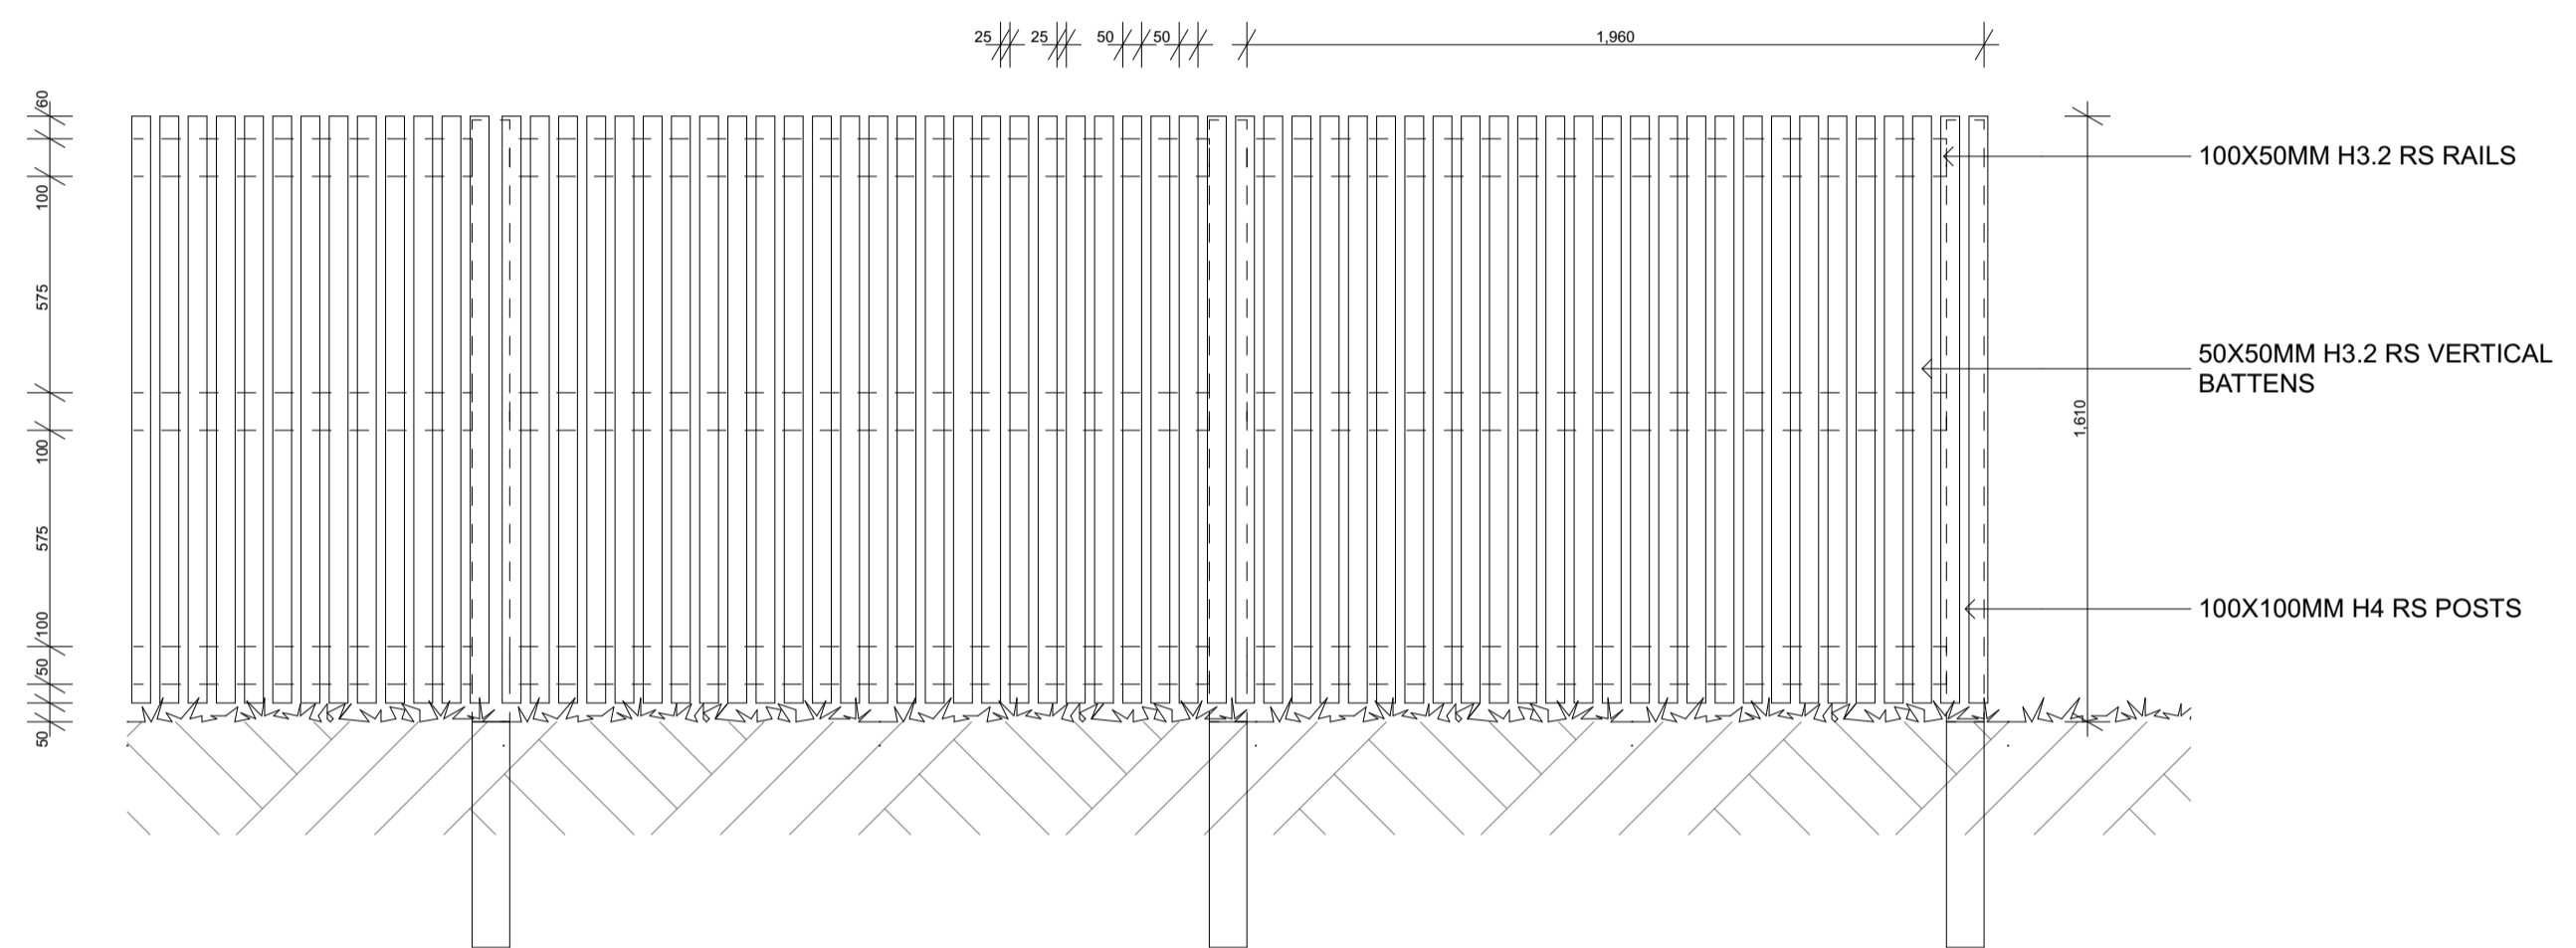 25 25 50 50 1,960
60
100
575
100
575
100
50
50
100X50MM H3.2 RS RAILS
50X50MM H3.2 RS VERTICAL
BATTENS
1,610
100X100MM H4 RS POSTS